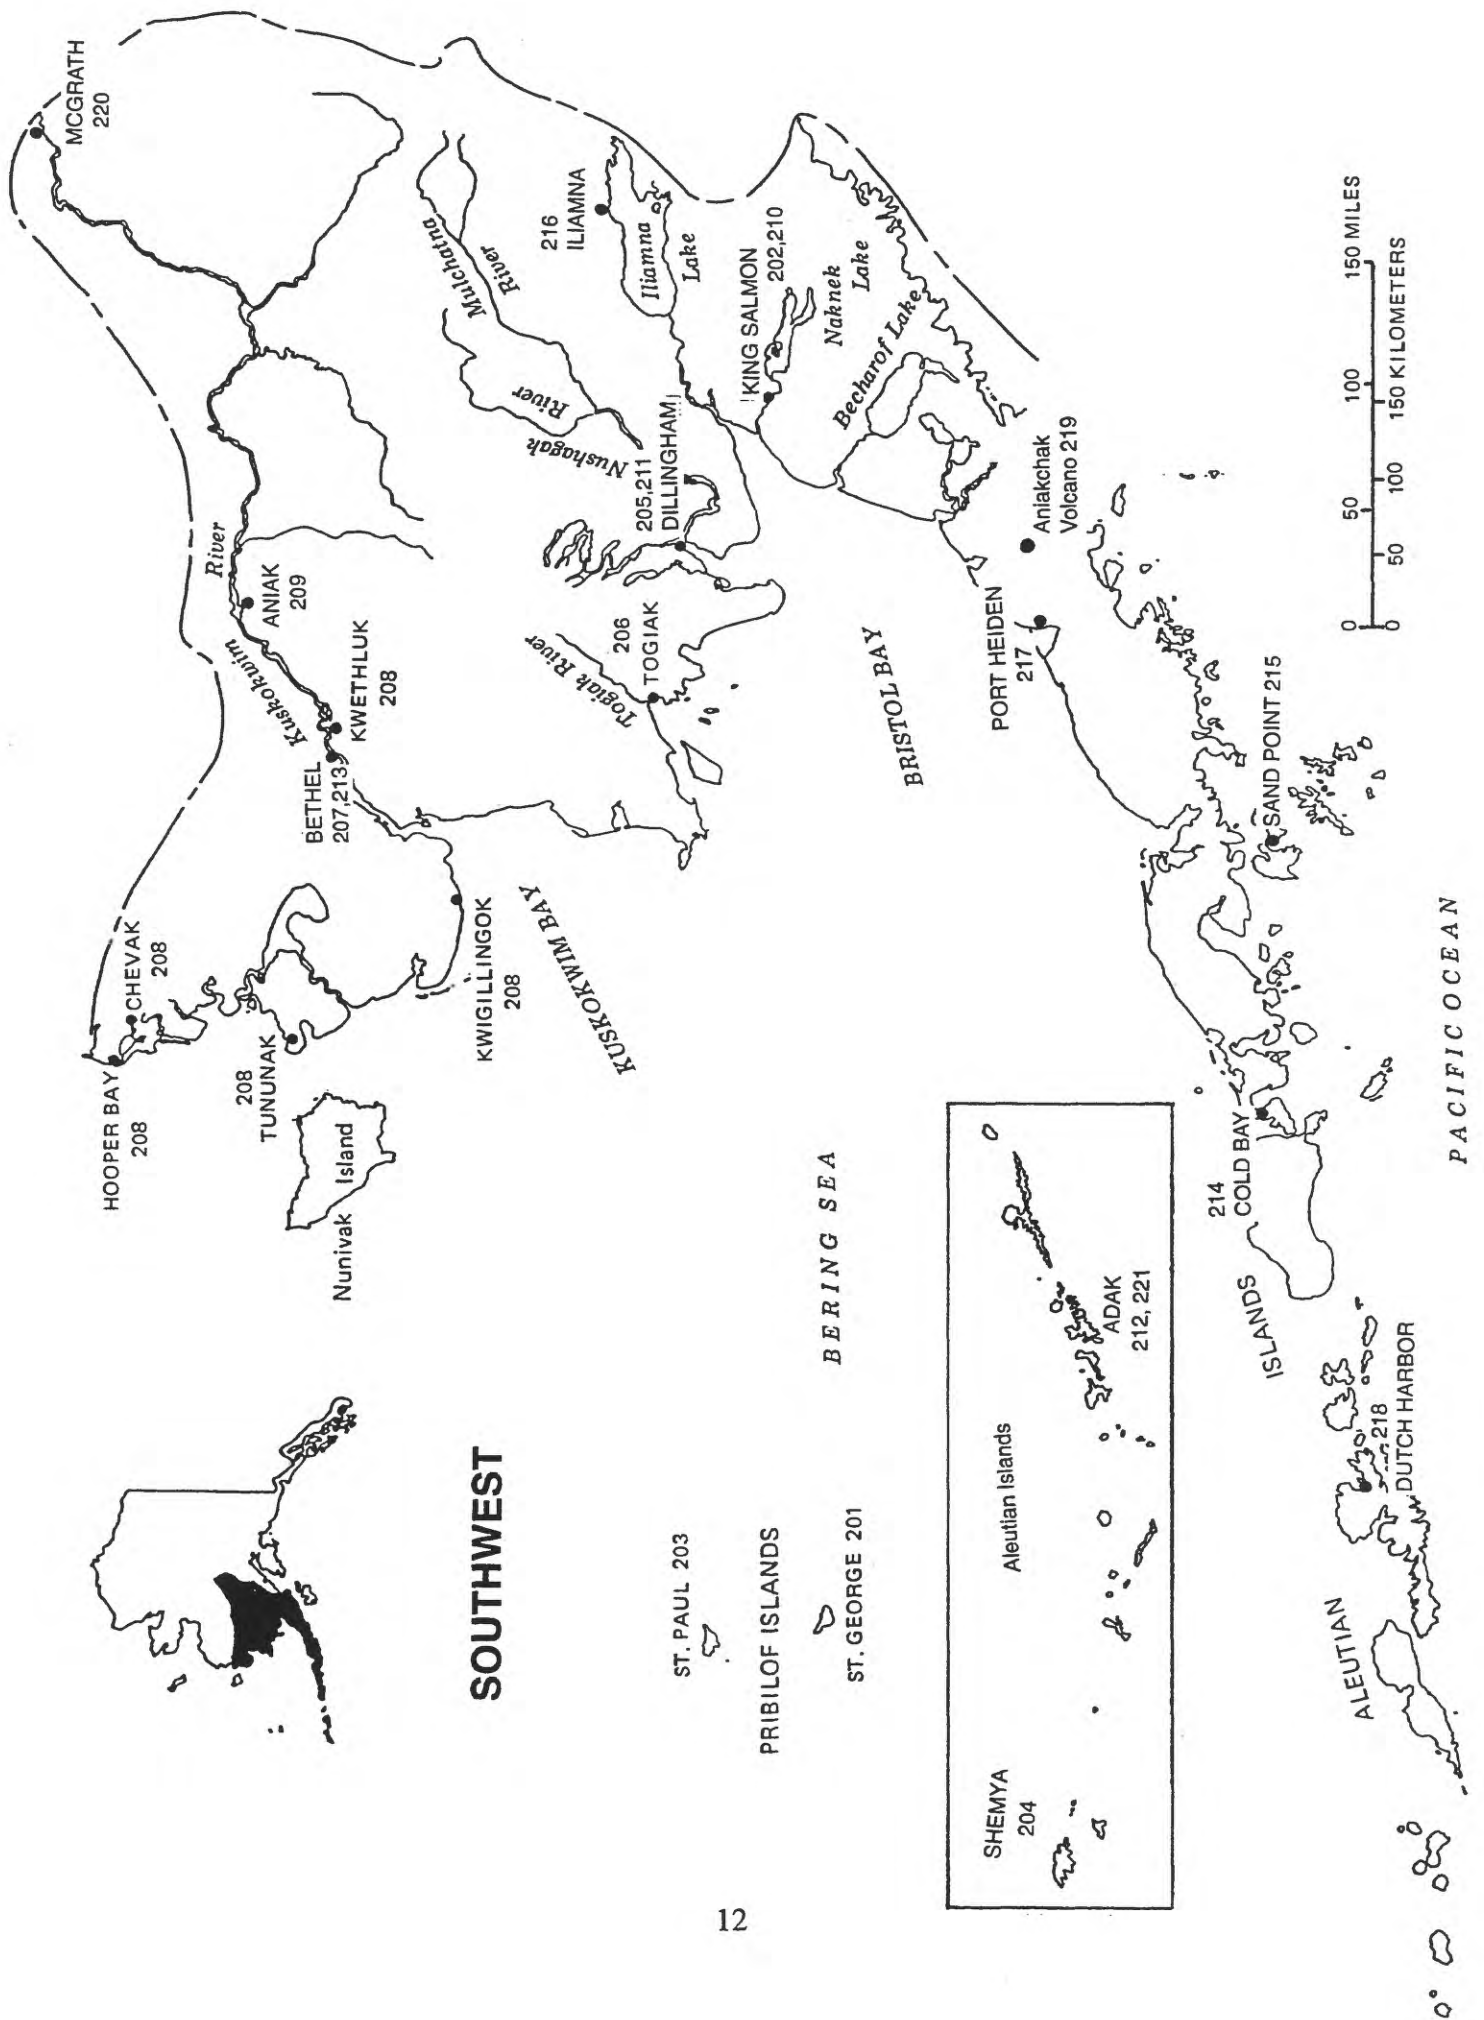 SOUTHWEST
HOOPER BAY
208
CHEVAK
208
208
TUNUNAK
Nunivak Island
KWIGILLINGOK
208
KUSKOKWIM BAY
BETHEL
207,213
KWETHLUK
208
Kuskokwim
River
ANIAK
209
MCGRATH
220
Mulchatna
River
Nushagak
River
216
ILIAMNA
Iliamna
Lake
205,211
DILLINGHAM
206
TOGIAK
Togiak River
KING SALMON
202,210
Naknek
Lake
Becharof Lake
BRISTOL BAY
Aniakchak
Volcano 219
PORT HEIDEN
217
SAND POINT 215
214
COLD BAY
218
DUTCH HARBOR
ALEUTIAN
ISLANDS
ST. PAUL 203
PRIBILOF ISLANDS
ST. GEORGE 201
BERING SEA
SHEMYA
204
Aleutian Islands
ADAK
212, 221
PACIFIC OCEAN
0 50 100 150 MILES
0 50 100 150 KILOMETERS
12